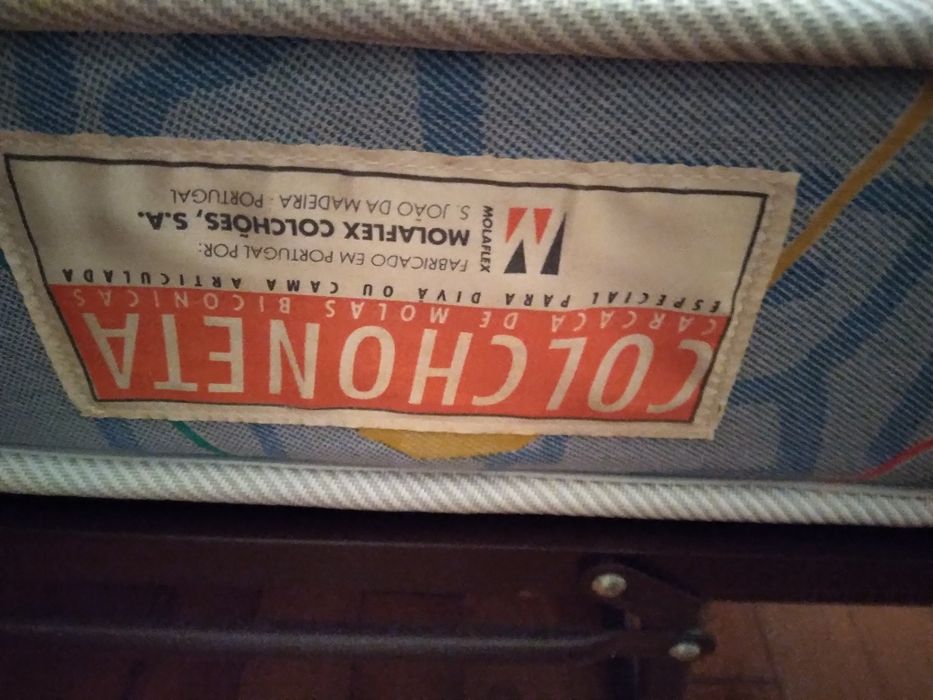 COLCHONETA
CARCAÇA DE MOLAS BICONICAS
ESPECIAL PARA DIVÃ OU CAMA ARTICULADA
MOLAFLEX
FABRICADO EM PORTUGAL POR:
MOLAFLEX COLCHÕES, S.A.
S. JOÃO DA MADEIRA - PORTUGAL